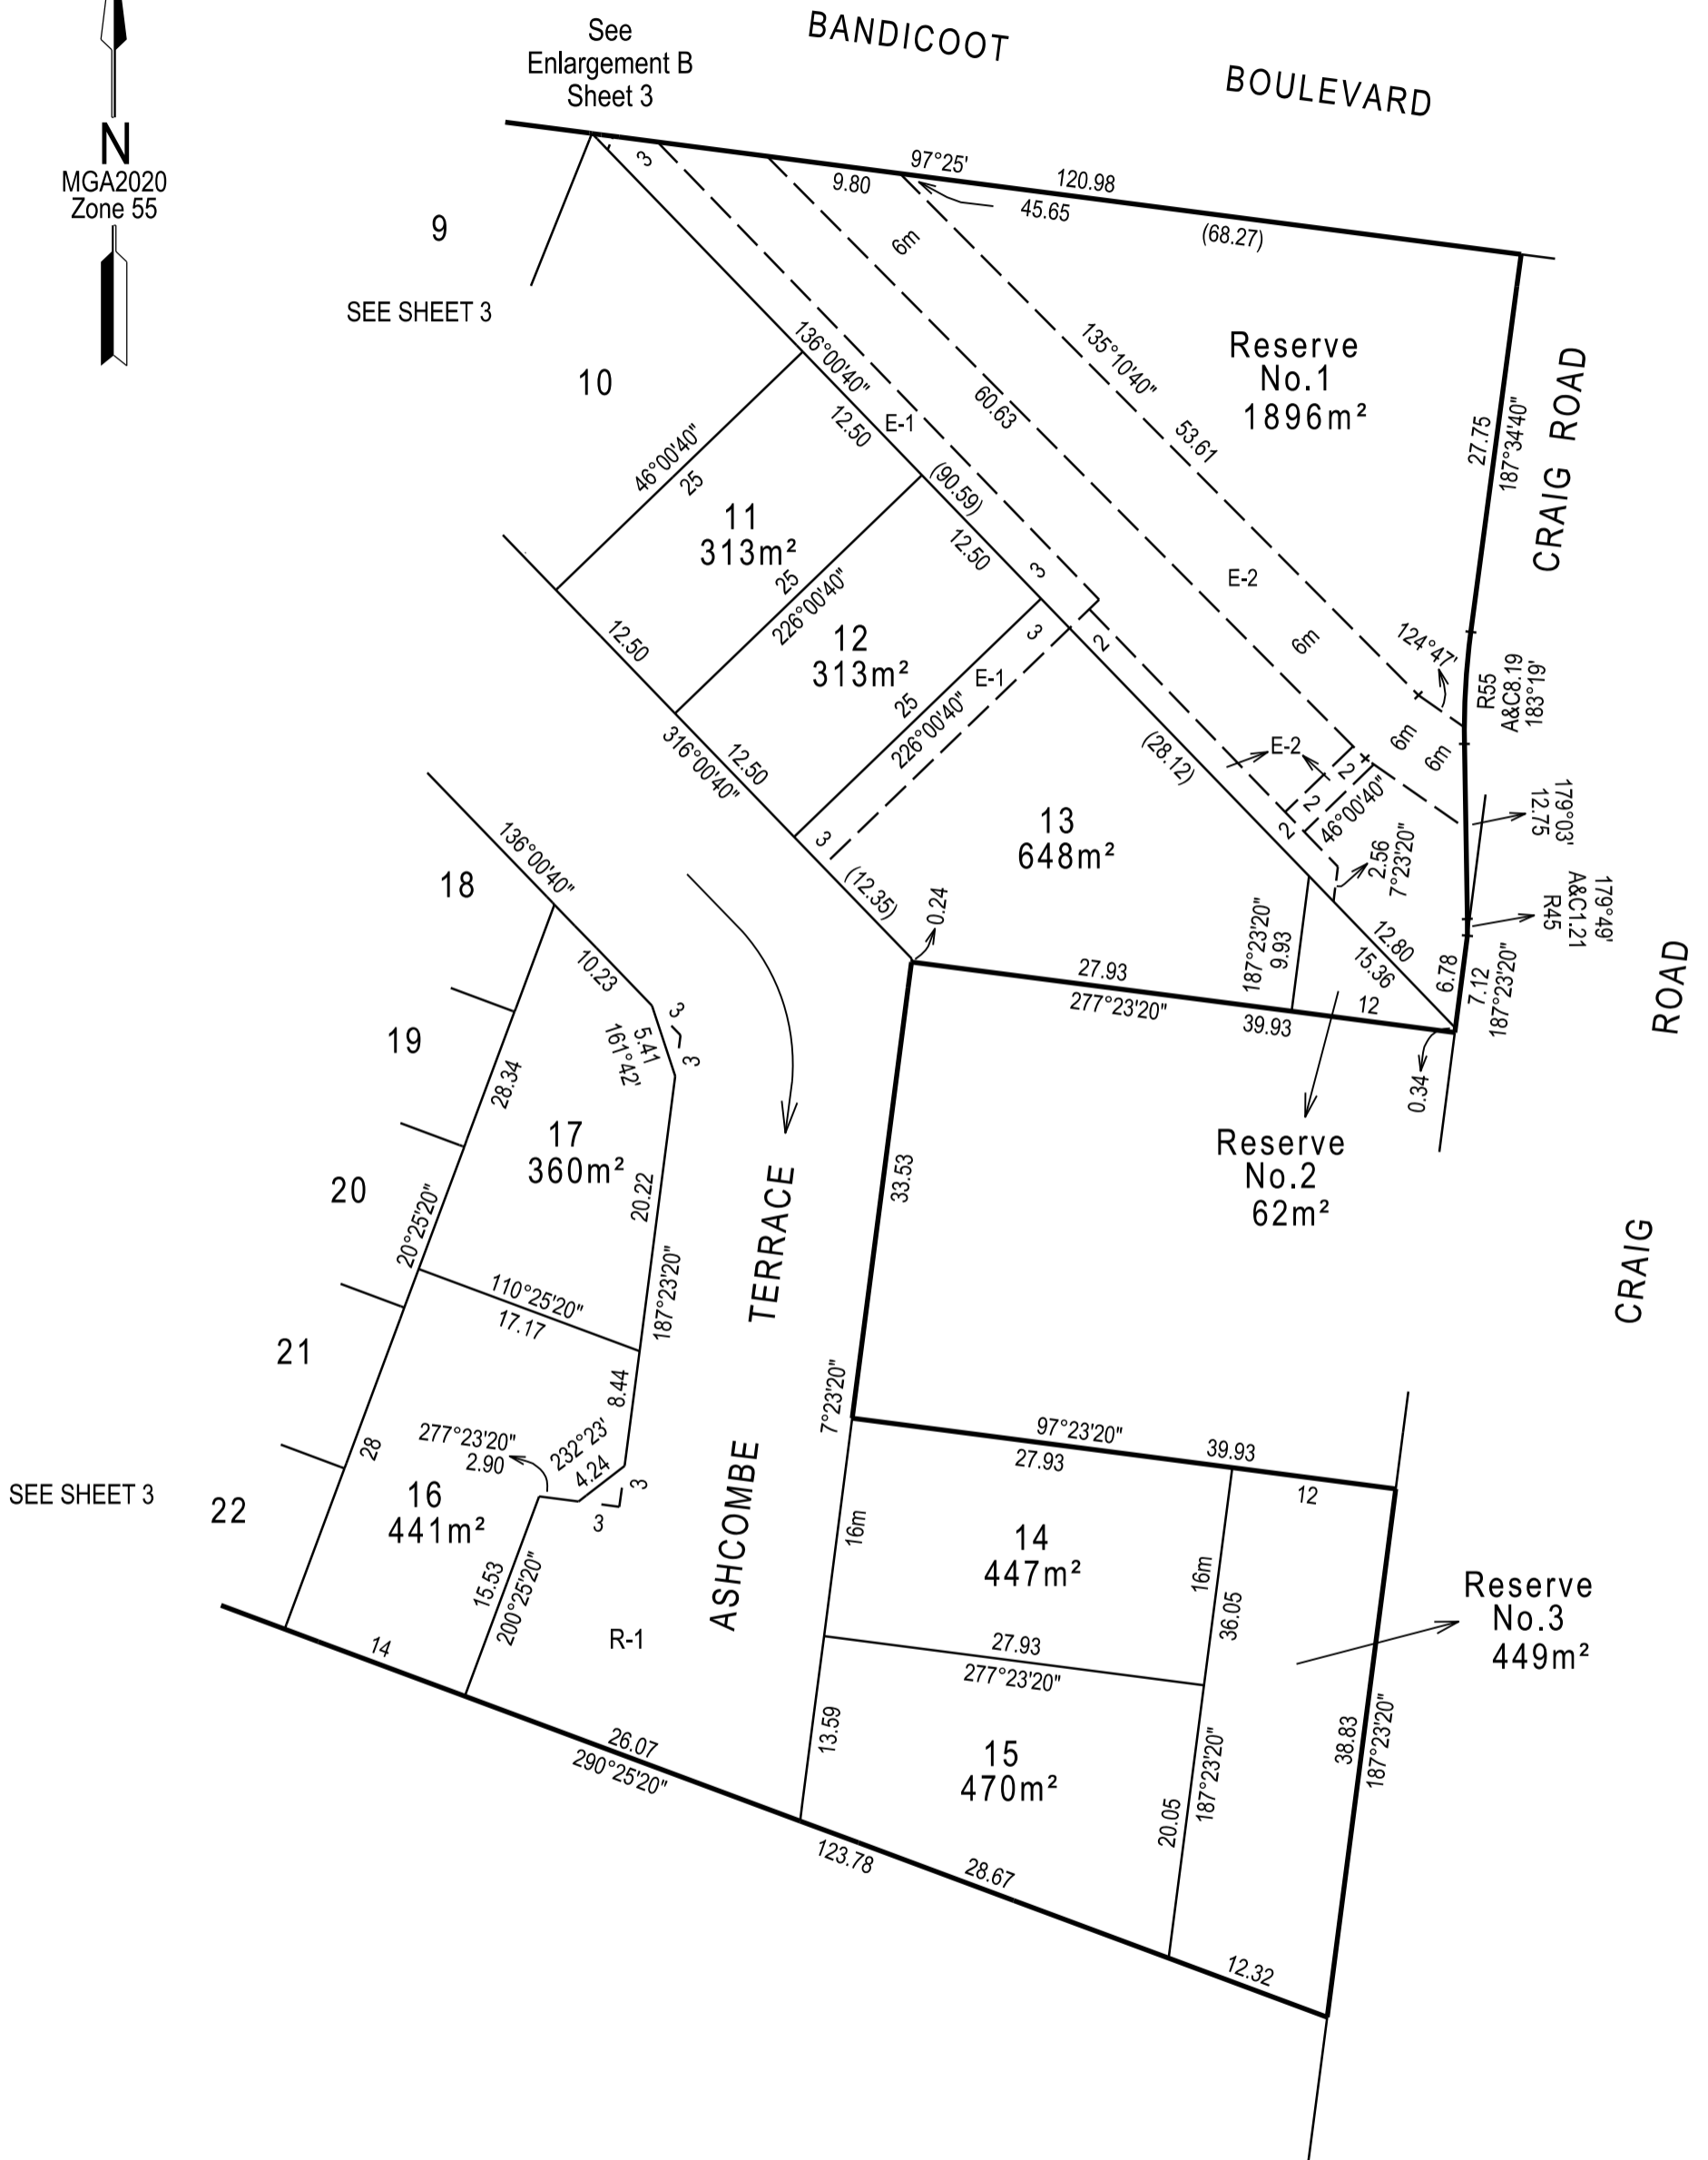 See
Enlargement B
Sheet 3
BANDICOOT
BOULEVARD
N
MGA2020
Zone 55
97°25'
120.98
9.80
45.65
(68.27)
3
6m
9
SEE SHEET 3
10
136°00'40"
12.50
E-1
(90.59)
60.63
135°10'40"
53.61
Reserve
No.1
1896m²
27.75
187°34'40"
CRAIG ROAD
46°00'40"
25
11
313m²
25
226°00'40"
12.50
3
E-2
12.50
12
313m²
3
2
6m
124°47'
R55
A&C8.19
183°19'
E-1
25
226°00'40"
12.50
316°00'40"
6m
6m
E-2
(28.12)
2
2
2
46°00'40"
179°03'
12.75
13
648m²
3
(12.35)
0.24
2.56
7°23'20"
179°49'
A&C1.21
R45
136°00'40"
18
187°23'20"
9.93
12.80
15.36
6.78
7.12
187°23'20"
ROAD
10.23
27.93
277°23'20"
39.93
12
3
3
5.41
161°42'
19
28.34
0.34
17
360m²
Reserve
No.2
62m²
33.53
20
20.22
20°25'20"
TERRACE
187°23'20"
110°25'20"
17.17
CRAIG
21
8.44
7°23'20"
97°23'20"
27.93
39.93
12
277°23'20"
2.90
232°23'
4.24
28
3
3
SEE SHEET 3
22
16
441m²
ASHCOMBE
16m
14
447m²
16m
36.05
Reserve
No.3
449m²
15.53
200°25'20"
R-1
14
27.93
277°23'20"
13.59
15
470m²
20.05
187°23'20"
38.83
187°23'20"
26.07
290°25'20"
123.78
28.67
12.32